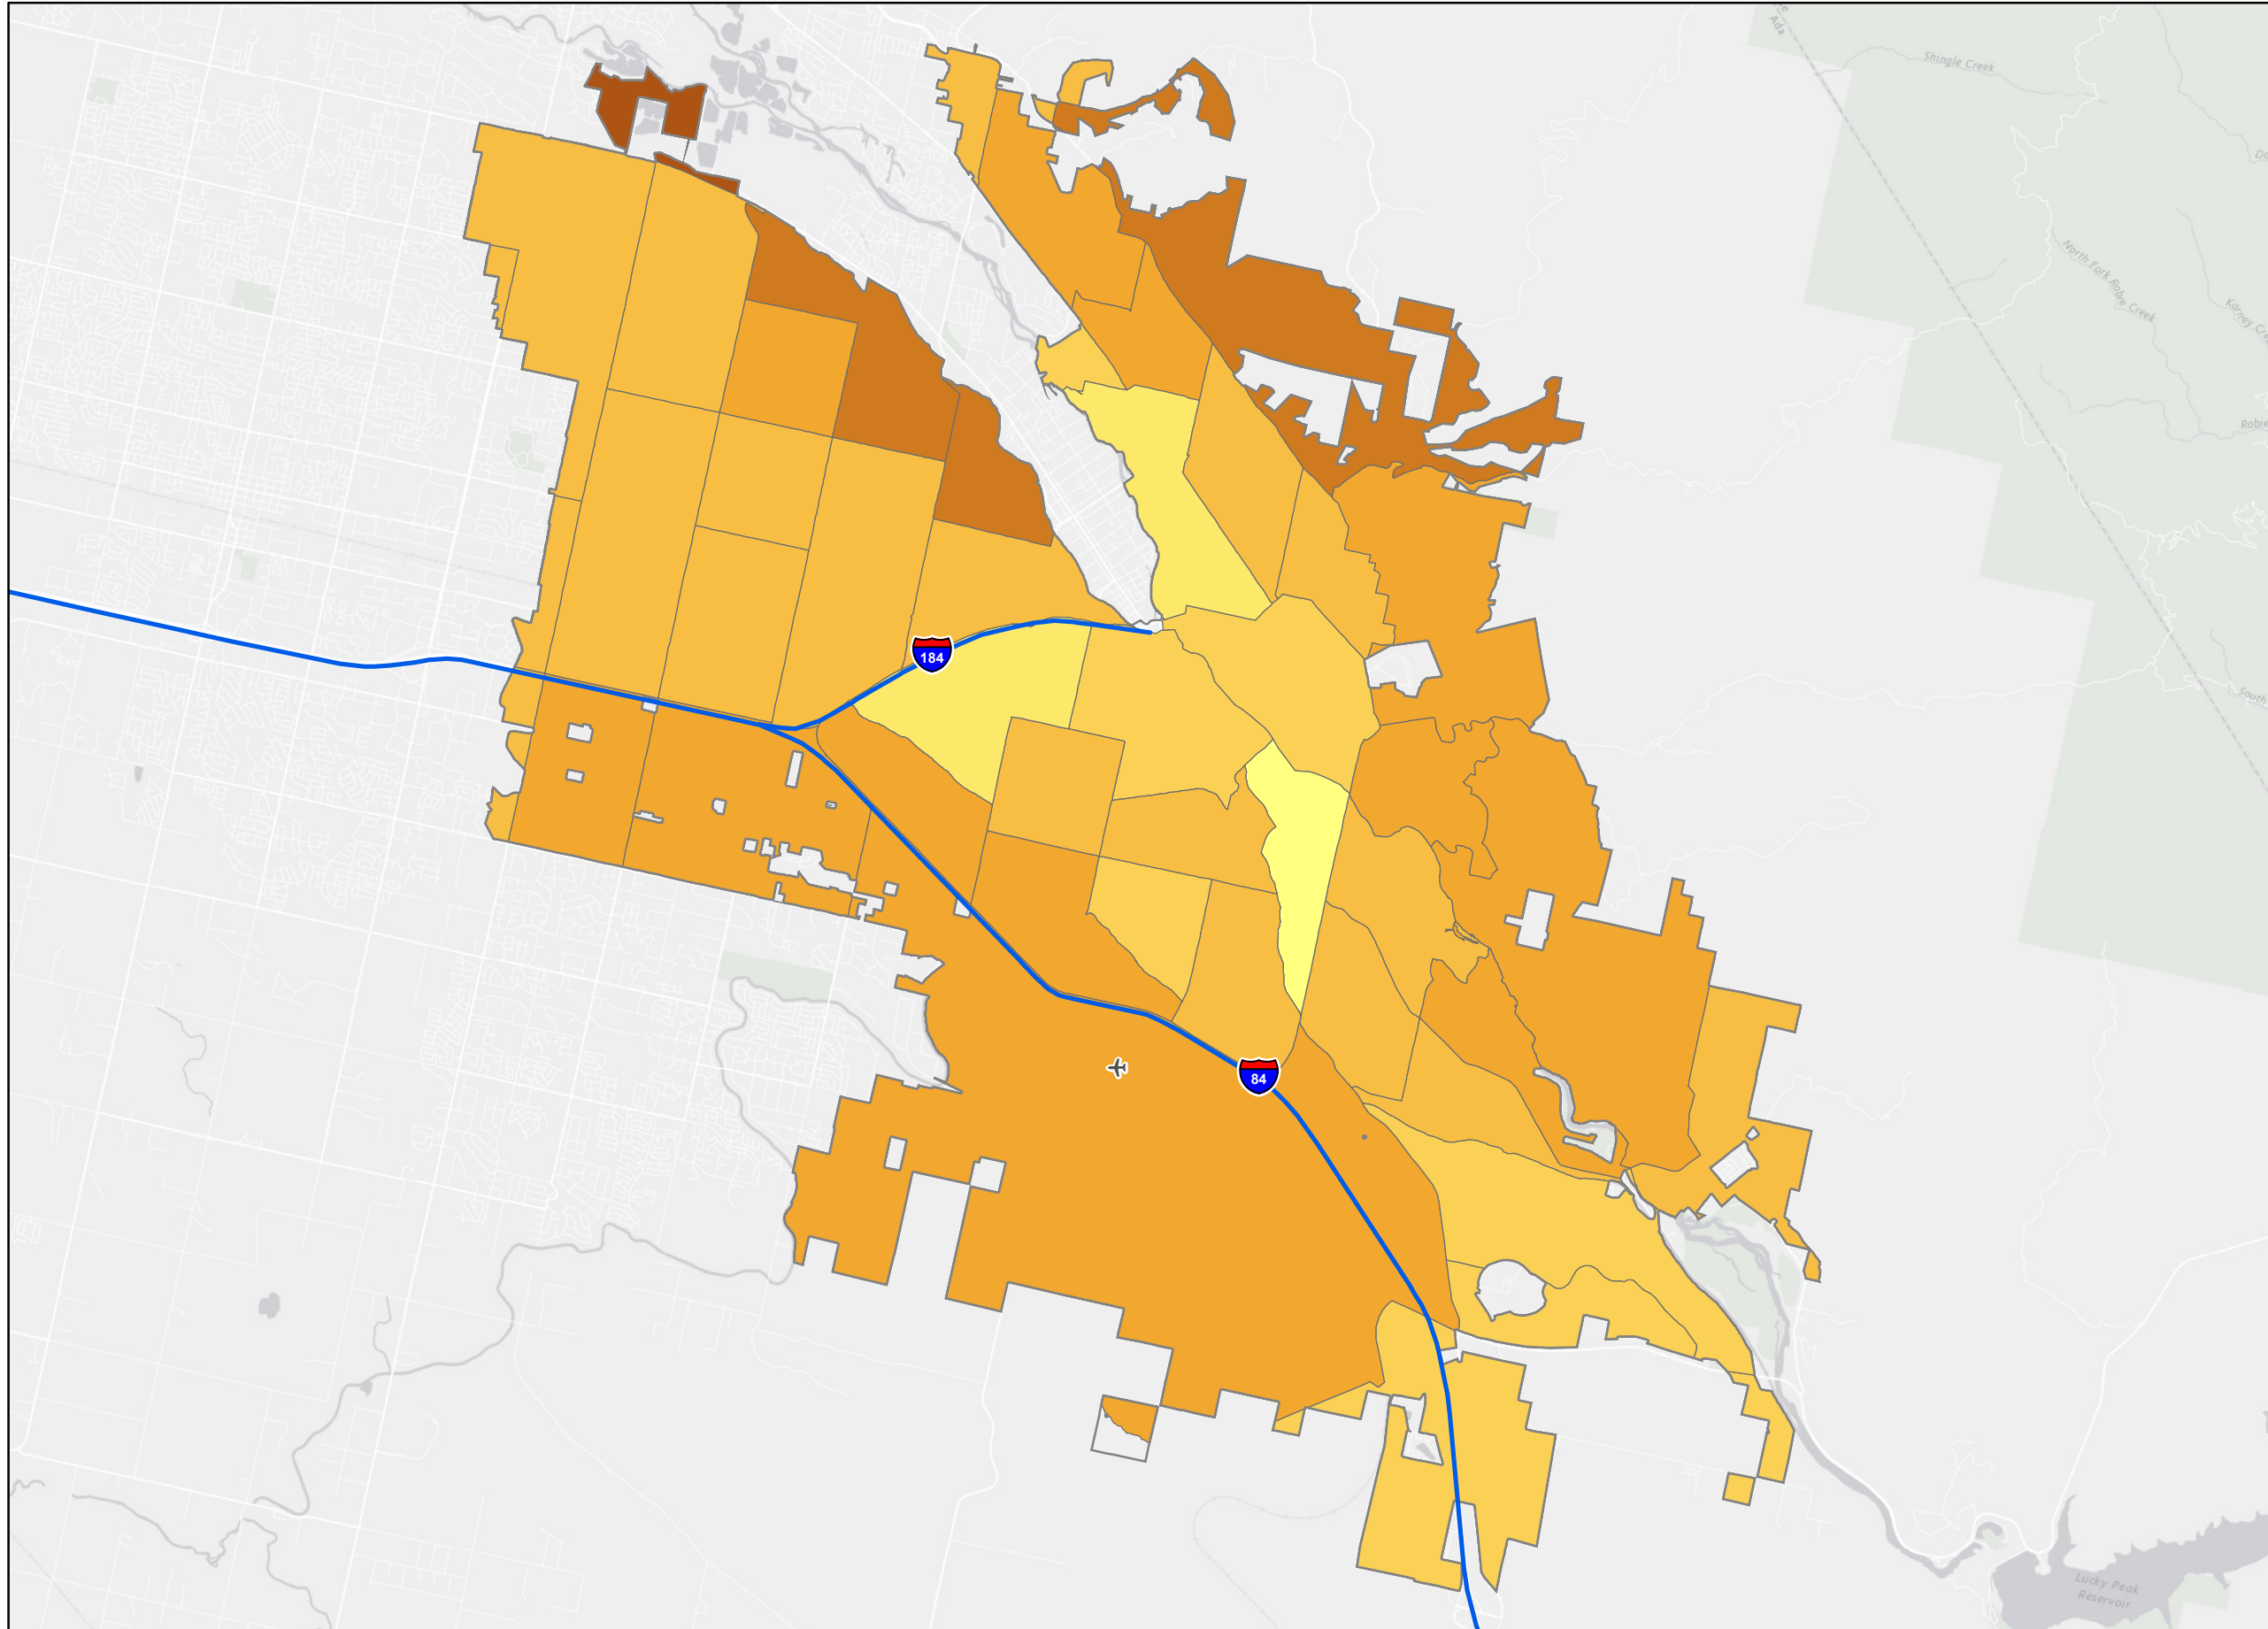 Ada
Shingle Creek
North Fork Robie Creek
184
84
Lucky Peak
Reservoir